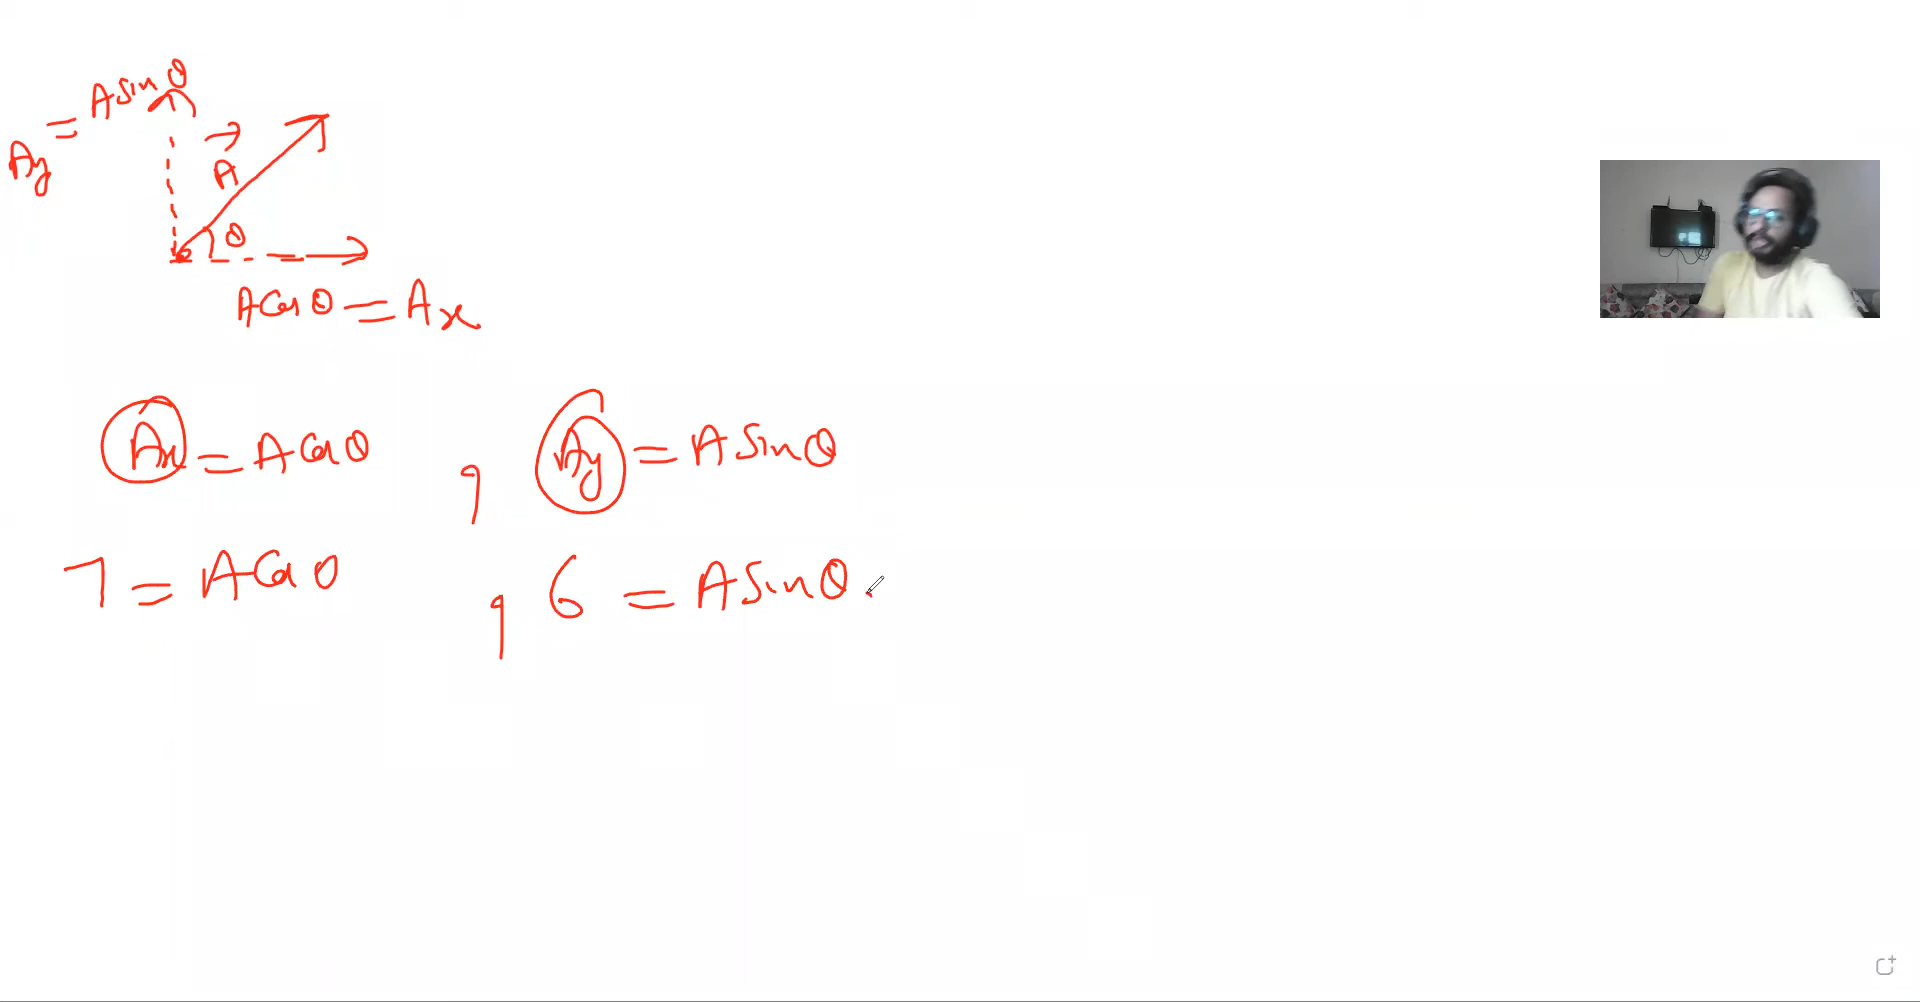 Ay = A sin θ
→
A
θ
A Cos θ = Ax
Ax = A Cos θ , Ay = A Sin θ
7 = A Cos θ , 6 = A Sin θ .